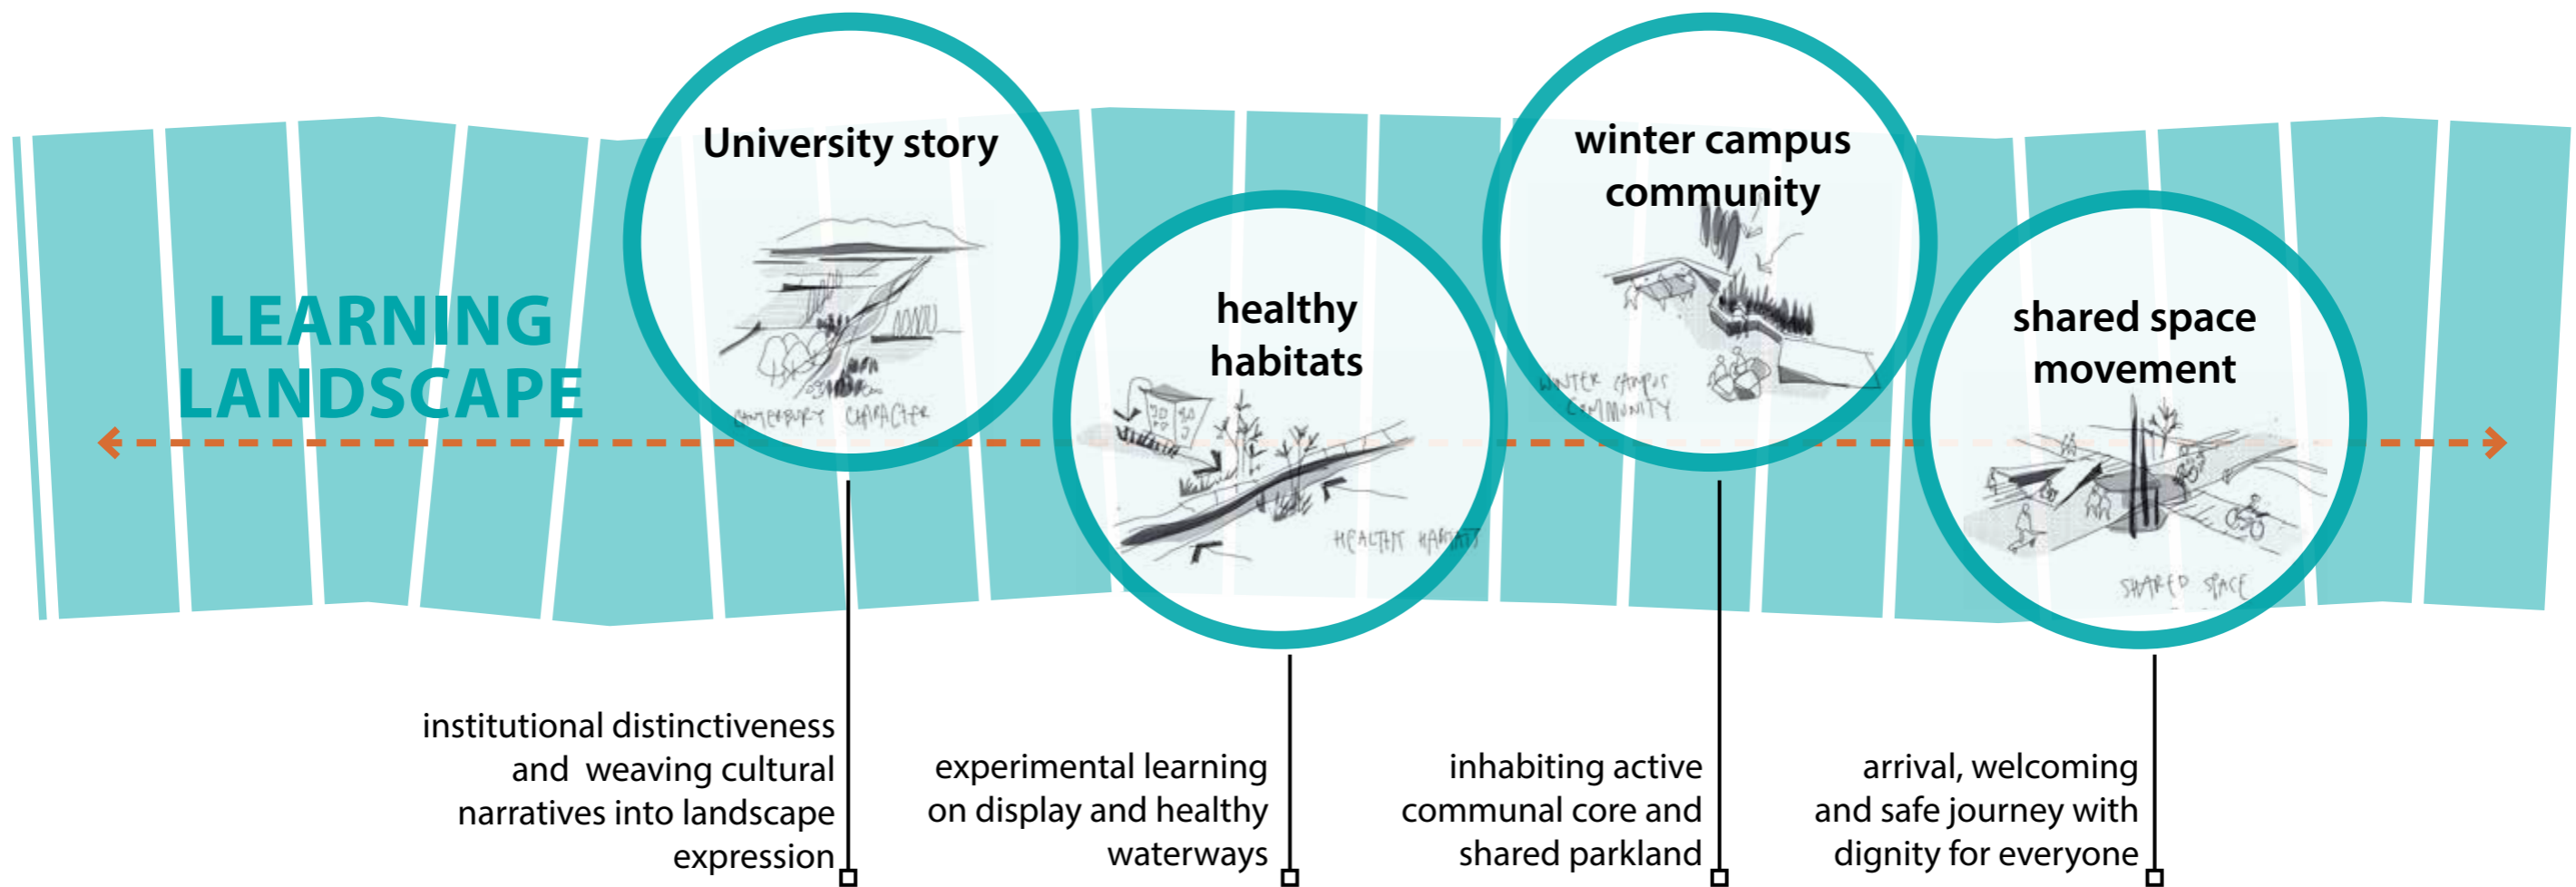 LEARNING
LANDSCAPE
University story
CANTERBURY CHARACTER
healthy
habitats
HEALTHY HABITATS
winter campus
community
WINTER CAMPUS
COMMUNITY
shared space
movement
SHARED SPACE
institutional distinctiveness
and weaving cultural
narratives into landscape
expression
experimental learning
on display and healthy
waterways
inhabiting active
communal core and
shared parkland
arrival, welcoming
and safe journey with
dignity for everyone